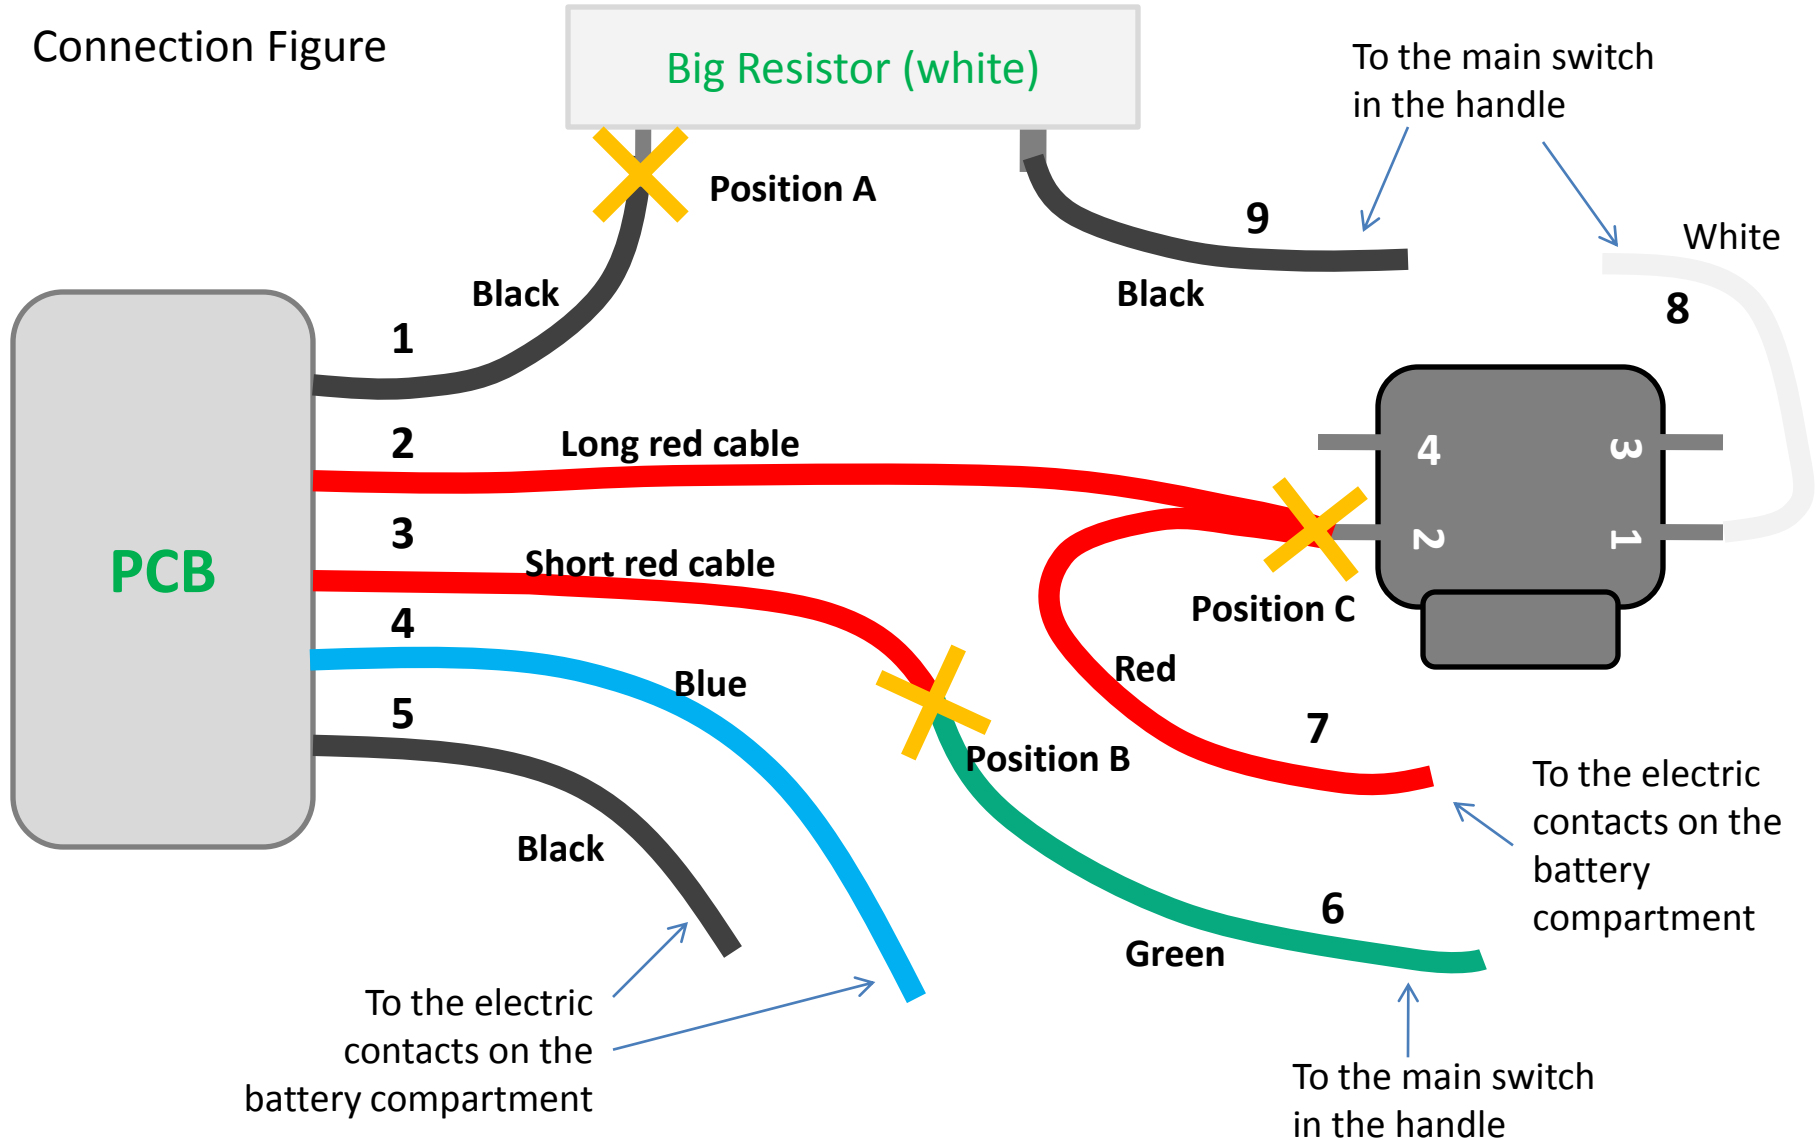 Connection Figure
Big Resistor (white)
To the main switch
in the handle
Position A
9
White
Black
Black
8
1
2
Long red cable
4
3
3
Short red cable
2
1
PCB
Position C
4
Blue
Red
5
7
Position B
To the electric
contacts on the
battery
compartment
Black
6
Green
To the electric
contacts on the
battery compartment
To the main switch
in the handle